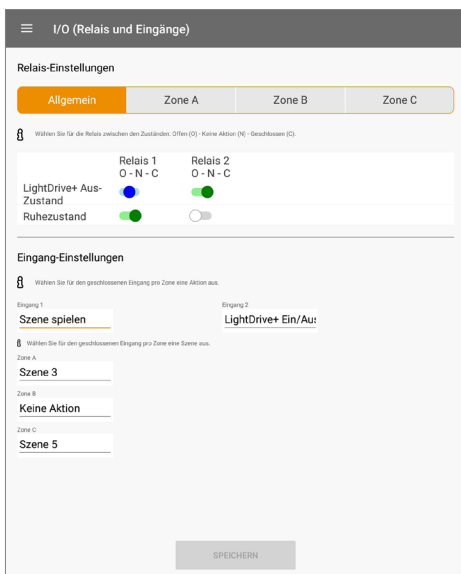 I/O (Relais und Eingänge)
Relais-Einstellungen
Allgemein Zone A Zone B Zone C
Wählen Sie für die Relais zwischen den Zuständen: Offen (O) - Keine Aktion (N) - Geschlossen (C).
Relais 1 Relais 2
O - N - C O - N - C
LightDrive+ Aus-
Zustand
Ruhezustand
Eingang-Einstellungen
Wählen Sie für den geschlossenen Eingang pro Zone eine Aktion aus.
Eingang 1 Eingang 2
Szene spielen LightDrive+ Ein/Aus
Wählen Sie für den geschlossenen Eingang pro Zone eine Szene aus.
Zone A
Szene 3
Zone B
Keine Aktion
Zone C
Szene 5
SPEICHERN